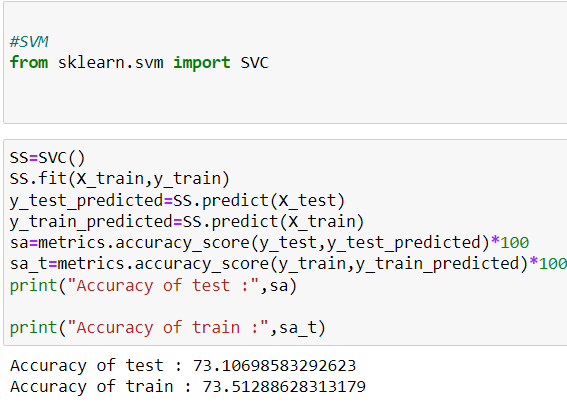 #SVM
from sklearn.svm import SVC
SS=SVC()
SS.fit(X_train,y_train)
y_test_predicted=SS.predict(X_test)
y_train_predicted=SS.predict(X_train)
sa=metrics.accuracy_score(y_test,y_test_predicted)*100
sa_t=metrics.accuracy_score(y_train,y_train_predicted)*100
print("Accuracy of test :",sa)
print("Accuracy of train :",sa_t)
Accuracy of test : 73.10698583292623
Accuracy of train : 73.51288628313179